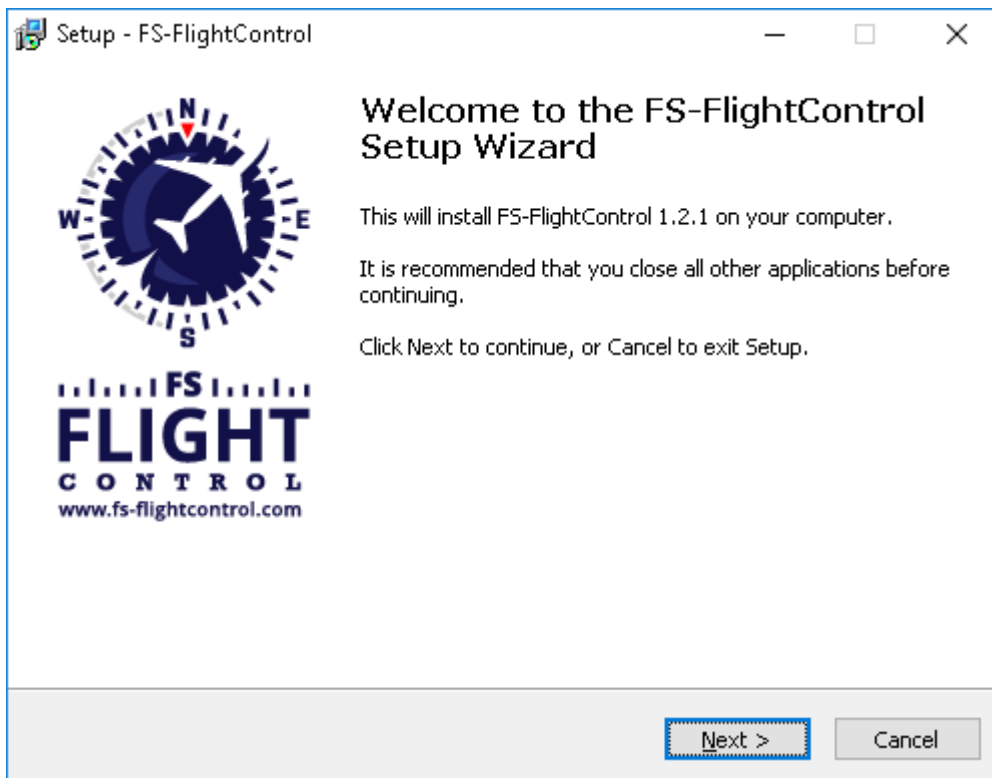 Setup - FS-FlightControl
Welcome to the FS-FlightControl
Setup Wizard
This will install FS-FlightControl 1.2.1 on your computer.
It is recommended that you close all other applications before
continuing.
Click Next to continue, or Cancel to exit Setup.
N
W
E
S
FS
FLIGHT
CONTROL
www.fs-flightcontrol.com
Next >
Cancel